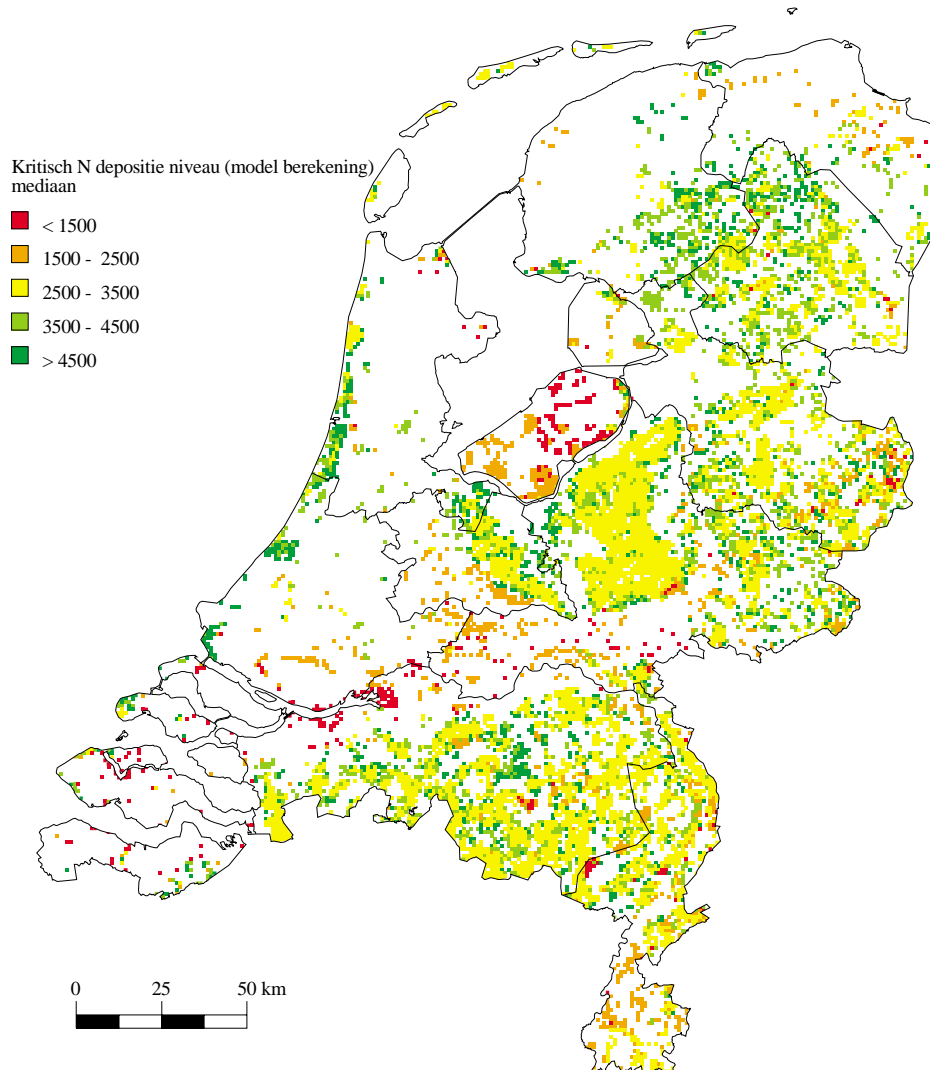 Kritisch N depositie niveau (model berekening)
mediaan
< 1500
1500 - 2500
2500 - 3500
3500 - 4500
> 4500
0 25 50 km